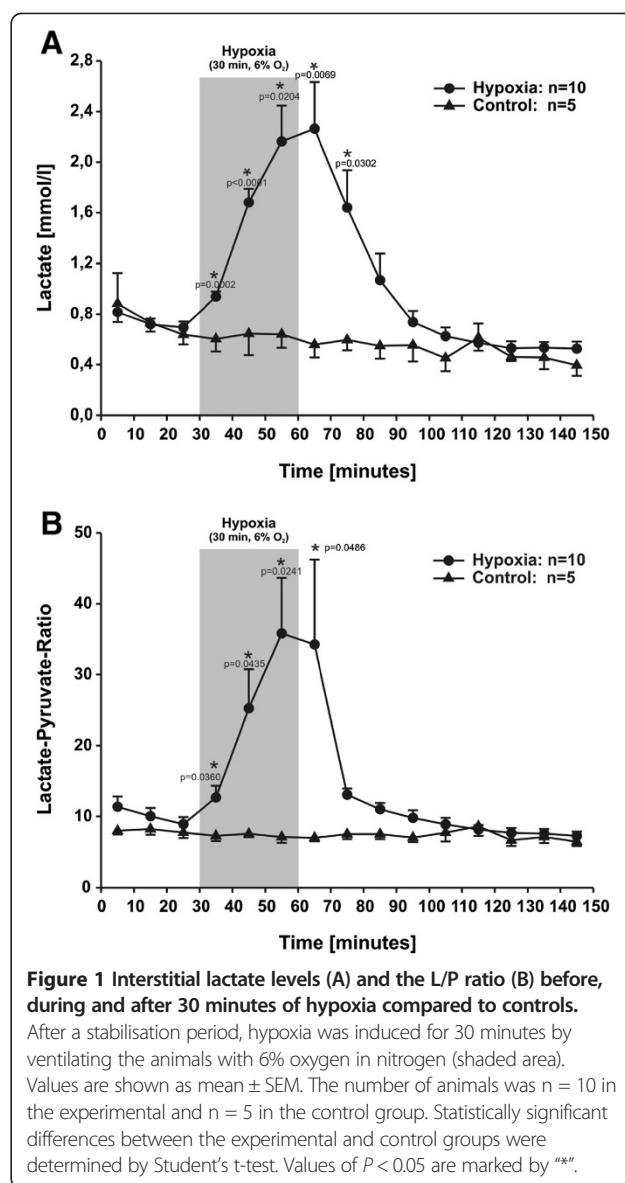 A
Hypoxia
(30 min, 6% O₂)
2,8
2,4
2,0
1,6
1,2
0,8
0,4
0,0
Lactate [mmol/l]
*
p=0.0002
*
p<0.0001
*
p=0.0204
*
p=0.0069
*
p=0.0302
Hypoxia: n=10
Control: n=5
0 10 20 30 40 50 60 70 80 90 100 110 120 130 140 150
Time [minutes]
B
Hypoxia
(30 min, 6% O₂)
50
40
30
20
10
0
Lactate-Pyruvate-Ratio
*
p=0.0360
*
p=0.0435
*
p=0.0241
* p=0.0486
Hypoxia: n=10
Control: n=5
0 10 20 30 40 50 60 70 80 90 100 110 120 130 140 150
Time [minutes]
Figure 1 Interstitial lactate levels (A) and the L/P ratio (B) before,
during and after 30 minutes of hypoxia compared to controls.
After a stabilisation period, hypoxia was induced for 30 minutes by
ventilating the animals with 6% oxygen in nitrogen (shaded area).
Values are shown as mean ± SEM. The number of animals was n = 10 in
the experimental and n = 5 in the control group. Statistically significant
differences between the experimental and control groups were
determined by Student's t-test. Values of P < 0.05 are marked by "*".